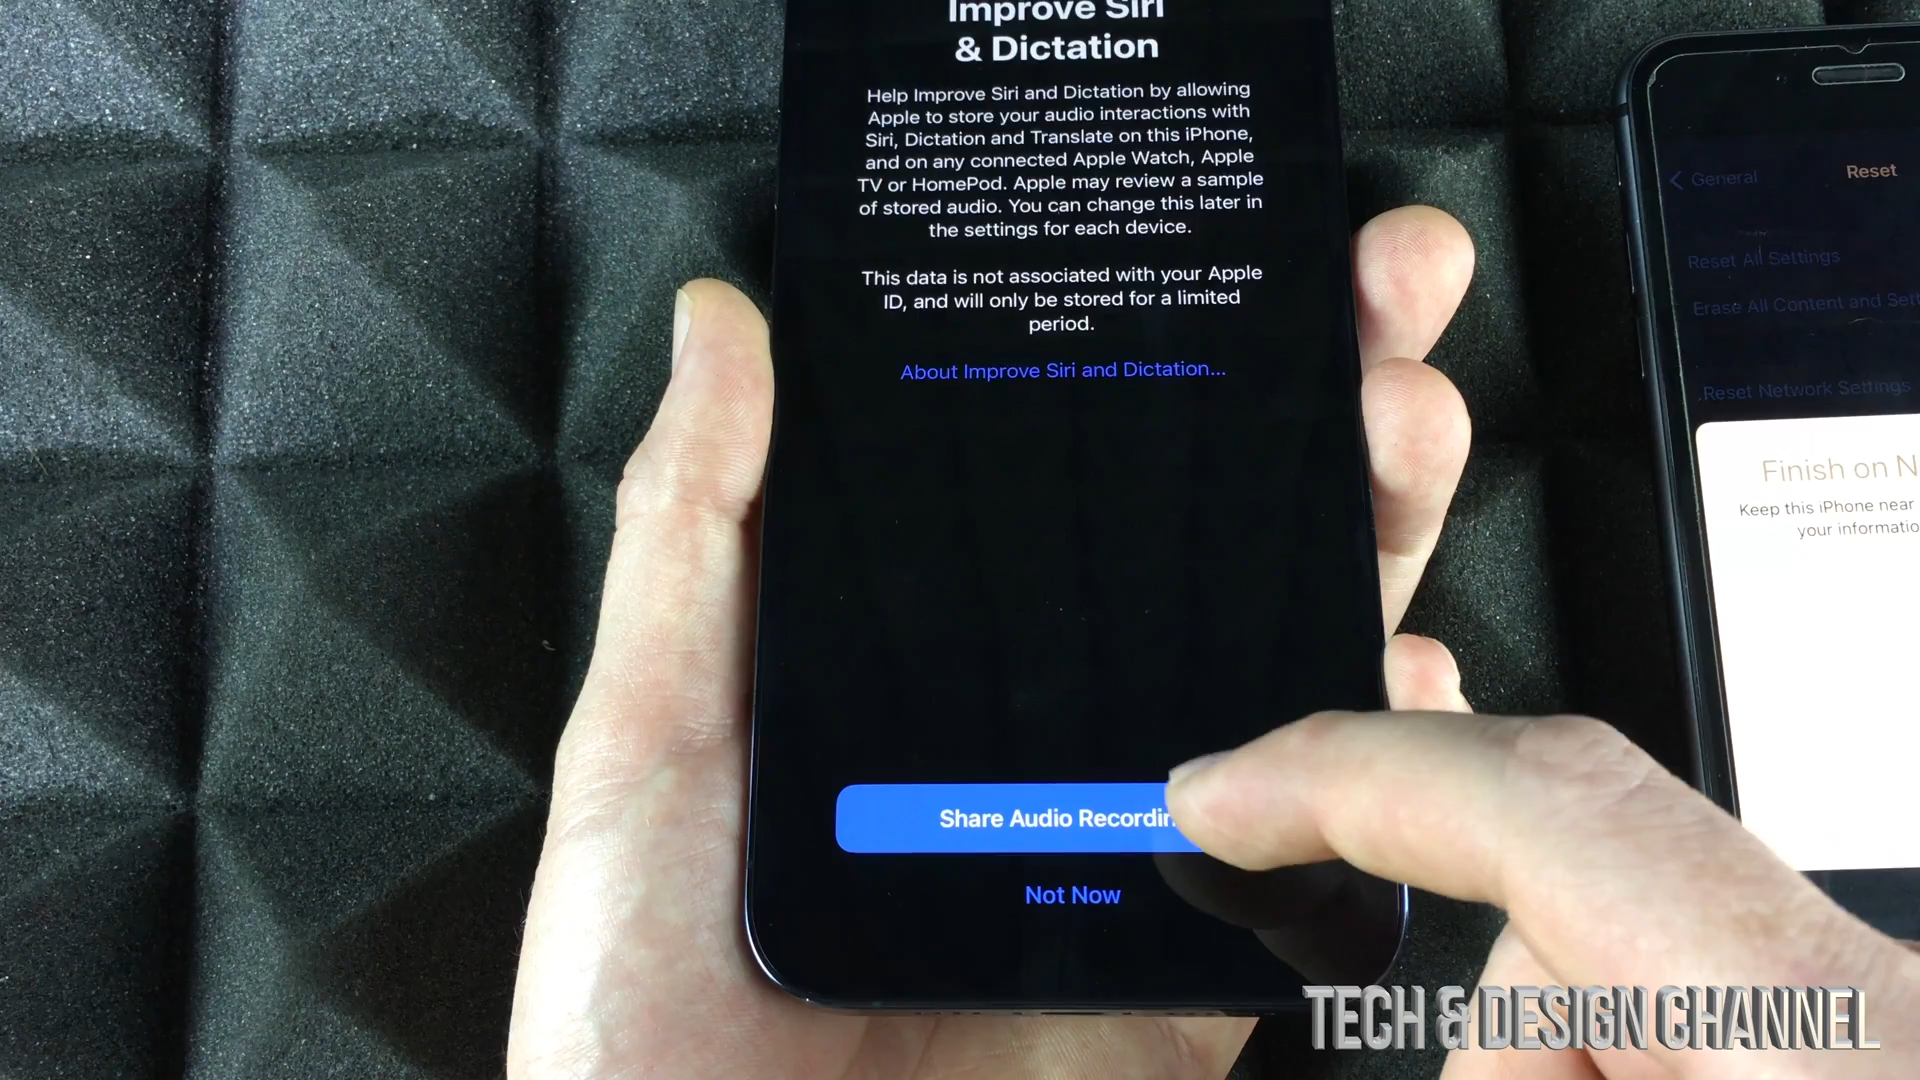 Improve Siri
& Dictation
Help Improve Siri and Dictation by allowing
Apple to store your audio interactions with
Siri, Dictation and Translate on this iPhone,
and on any connected Apple Watch, Apple
TV or HomePod. Apple may review a sample
of stored audio. You can change this later in
the settings for each device.
This data is not associated with your Apple
ID, and will only be stored for a limited
period.
About Improve Siri and Dictation...
Share Audio Recordin
Not Now
General
Reset
Reset All Settings
Erase All Content and Sett
Reset Network Settings
Finish on N
Keep this iPhone near
your informatio
TECH & DESIGN CHANNEL